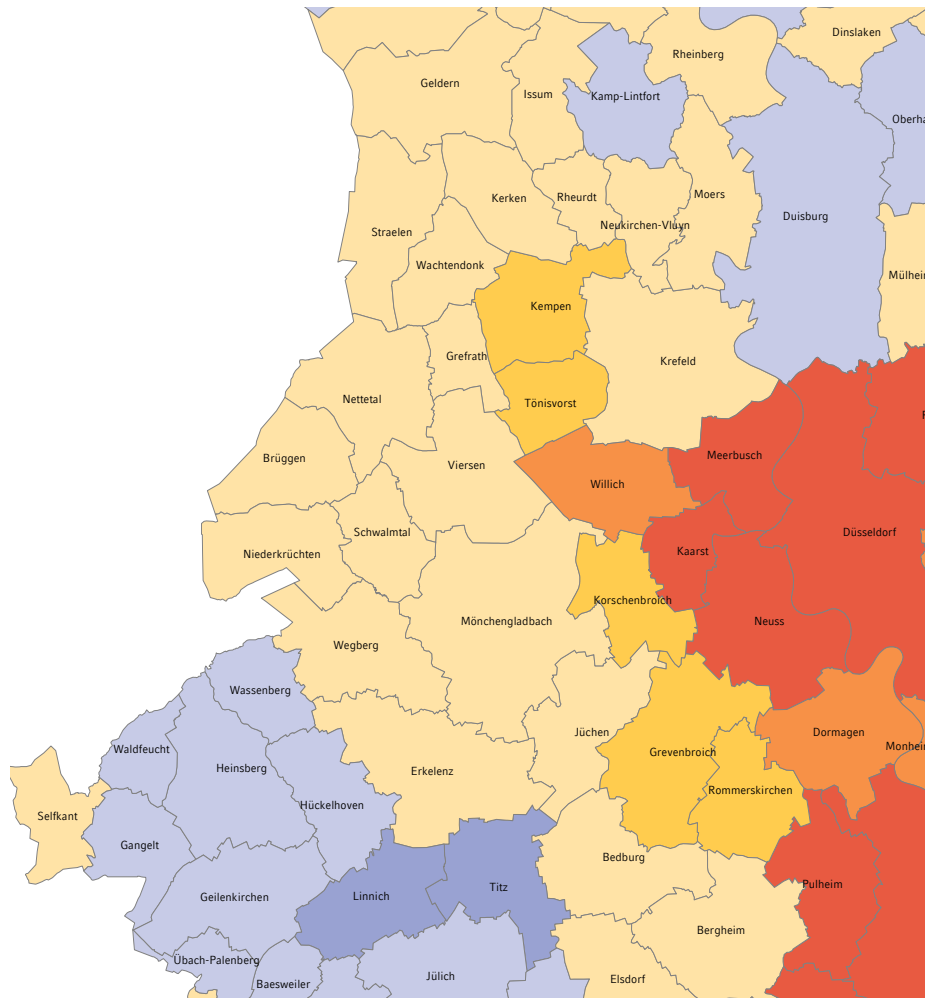 Dinslaken
Rheinberg
Geldern
Issum
Kamp-Lintfort
Oberha
Moers
Kerken
Rheurdt
Duisburg
Neukirchen-Vluyn
Straelen
Wachtendonk
Mülhei
Kempen
Grefrath
Krefeld
Nettetal
Tönisvorst
Brüggen
Viersen
Meerbusch
Willich
Schwalmtal
Düsseldorf
Niederkrüchten
Kaarst
Korschenbroich
Mönchengladbach
Neuss
Wegberg
Wassenberg
Jüchen
Dormagen
Waldfeucht
Grevenbroich
Monheim
Heinsberg
Erkelenz
Rommerskirchen
Hückelhoven
Selfkant
Gangelt
Bedburg
Pulheim
Titz
Linnich
Geilenkirchen
Bergheim
Übach-Palenberg
Jülich
Elsdorf
Baesweiler